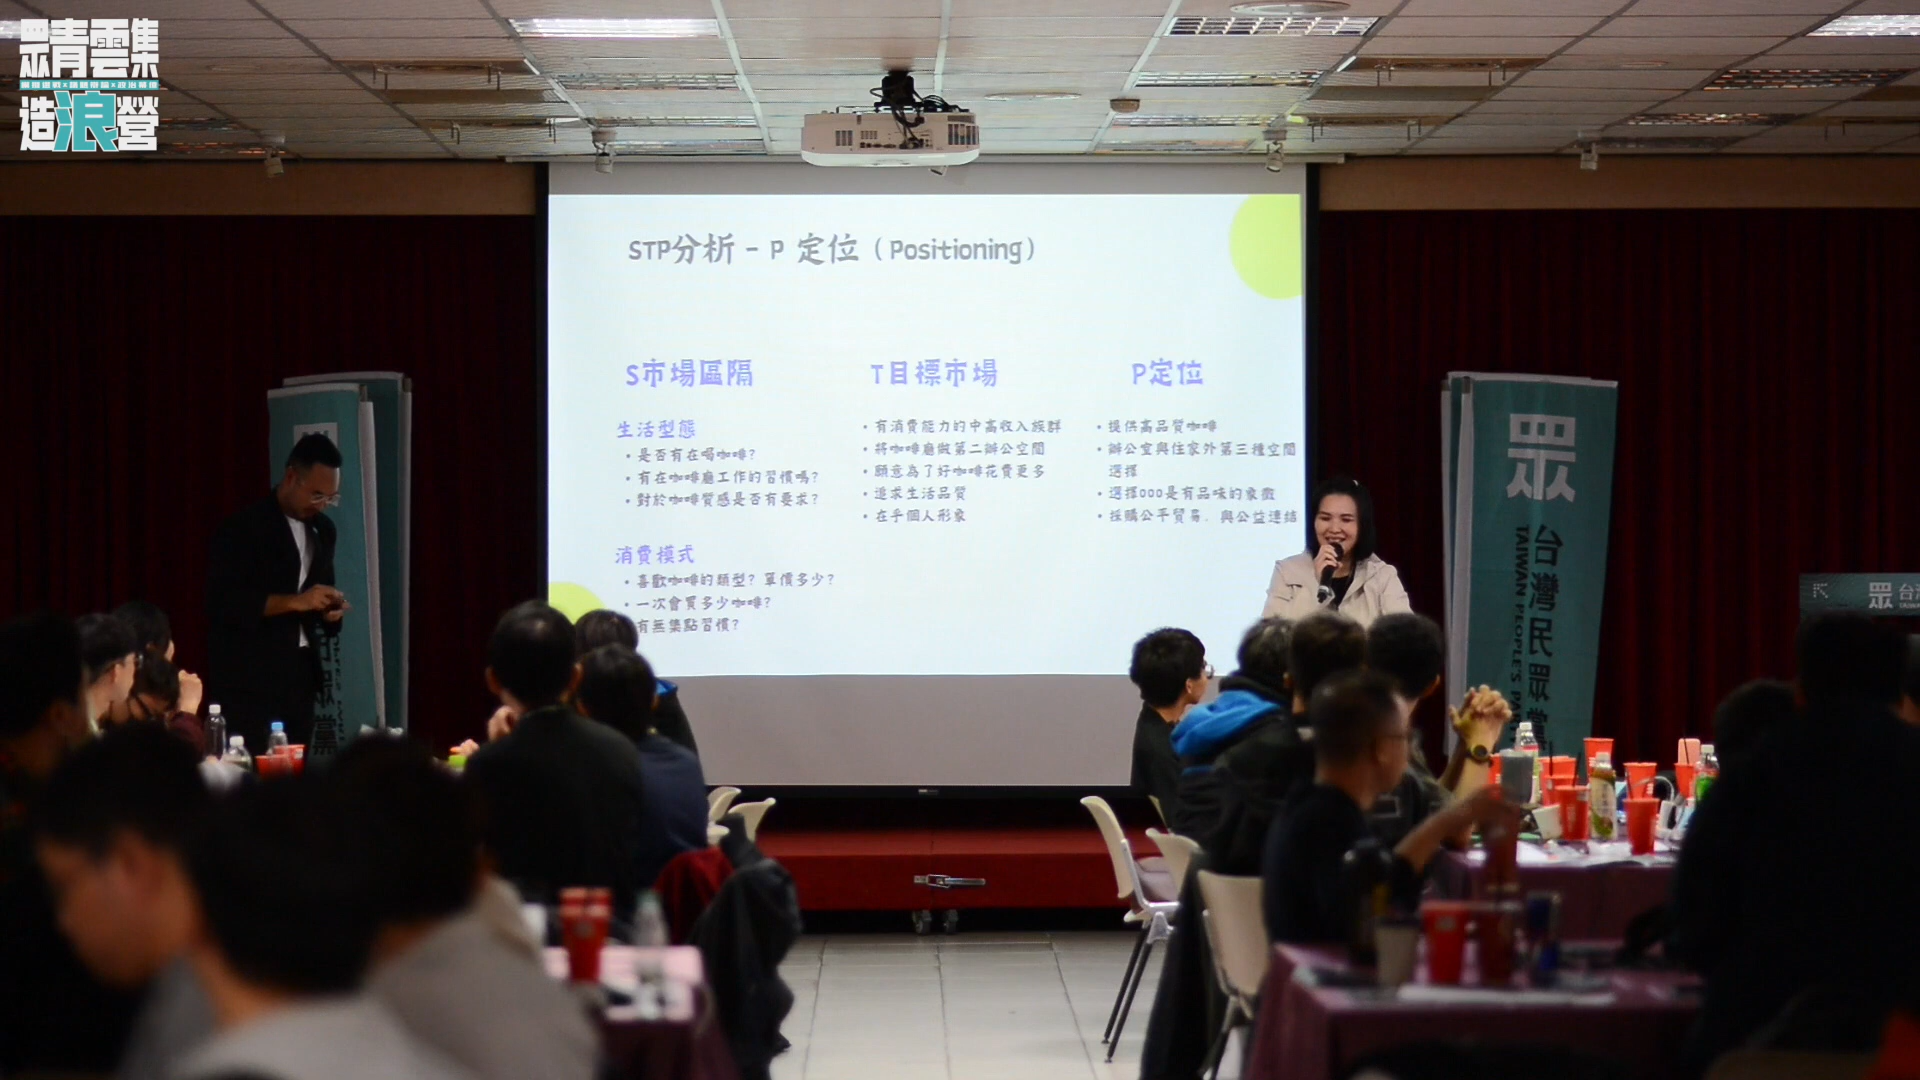 眾青雲集
造浪營
STP分析 - P 定位（Positioning）
S市場區隔
生活型態
• 是否有在喝咖啡?
• 有在咖啡廳工作的習慣嗎?
• 對於咖啡質感是否有要求?
消費模式
• 喜歡咖啡的類型? 單價多少?
• 一次會買多少咖啡?
有無集點習慣?
T目標市場
• 有消費能力的中高收入族群
• 將咖啡廳做第二辦公空間
• 願意為了好咖啡花費更多
• 追求生活品質
• 在乎個人形象
P定位
• 提供高品質咖啡
• 辦公室與住家外第三種空間
選擇
• 選擇OOO是有品味的象徵
• 採購公平貿易、與公益連結
眾
台灣民眾黨
TAIWAN PEOPLE'S PA
民眾黨
眾 台